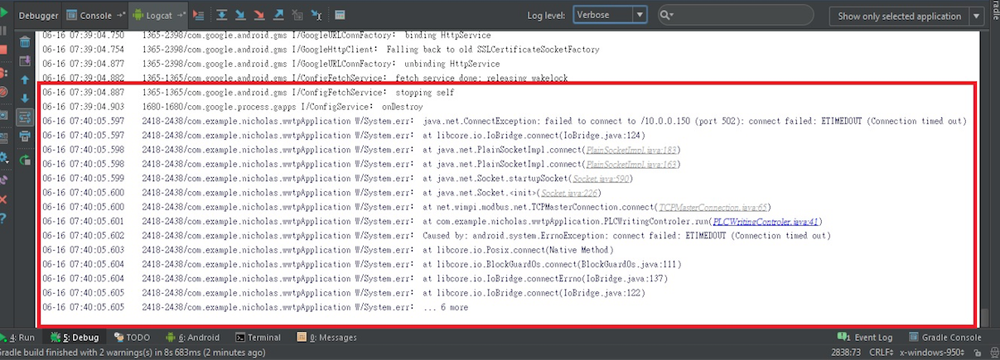 Debugger Console Logcat Log level: Verbose Show only selected application
06-16 07:39:04.750 1365-2398/com.google.android.gms I/GoogleURLConnFactory: binding HttpService
06-16 07:39:04.754 1365-2398/com.google.android.gms I/GoogleHttpClient: Falling back to old SSLCertificateSocketFactory
06-16 07:39:04.877 1365-2398/com.google.android.gms I/GoogleURLConnFactory: unbinding HttpService
06-16 07:39:04.882 1365-2398/com.google.android.gms I/ConfigFetchService: fetch service done; releasing wakelock
06-16 07:39:04.887 1365-1365/com.google.android.gms I/ConfigFetchService: stopping self
06-16 07:39:04.903 1680-1680/com.google.process.gapps I/ConfigService: onDestroy
06-16 07:40:05.597 2418-2438/com.example.nicholas.wwtpApplication W/System.err: java.net.ConnectException: failed to connect to /10.0.0.150 (port 502): connect failed: ETIMEDOUT (Connection timed out)
06-16 07:40:05.597 2418-2438/com.example.nicholas.wwtpApplication W/System.err: at libcore.io.IoBridge.connect(IoBridge.java:124)
06-16 07:40:05.598 2418-2438/com.example.nicholas.wwtpApplication W/System.err: at java.net.PlainSocketImpl.connect(PlainSocketImpl.java:183)
06-16 07:40:05.598 2418-2438/com.example.nicholas.wwtpApplication W/System.err: at java.net.PlainSocketImpl.connect(PlainSocketImpl.java:163)
06-16 07:40:05.599 2418-2438/com.example.nicholas.wwtpApplication W/System.err: at java.net.Socket.startupSocket(Socket.java:590)
06-16 07:40:05.600 2418-2438/com.example.nicholas.wwtpApplication W/System.err: at java.net.Socket.<init>(Socket.java:226)
06-16 07:40:05.600 2418-2438/com.example.nicholas.wwtpApplication W/System.err: at net.wimpi.modbus.net.TCPMasterConnection.connect(TCPMasterConnection.java:65)
06-16 07:40:05.601 2418-2438/com.example.nicholas.wwtpApplication W/System.err: at com.example.nicholas.wwtpApplication.PLCWritingControler.run(PLCWritingControler.java:41)
06-16 07:40:05.602 2418-2438/com.example.nicholas.wwtpApplication W/System.err: Caused by: android.system.ErrnoException: connect failed: ETIMEDOUT (Connection timed out)
06-16 07:40:05.603 2418-2438/com.example.nicholas.wwtpApplication W/System.err: at libcore.io.Posix.connect(Native Method)
06-16 07:40:05.604 2418-2438/com.example.nicholas.wwtpApplication W/System.err: at libcore.io.BlockGuardOs.connect(BlockGuardOs.java:111)
06-16 07:40:05.604 2418-2438/com.example.nicholas.wwtpApplication W/System.err: at libcore.io.IoBridge.connectErrno(IoBridge.java:137)
06-16 07:40:05.605 2418-2438/com.example.nicholas.wwtpApplication W/System.err: at libcore.io.IoBridge.connect(IoBridge.java:122)
06-16 07:40:05.605 2418-2438/com.example.nicholas.wwtpApplication W/System.err: ... 6 more
4: Run 5: Debug TODO 6: Android Terminal 0: Messages 1 Event Log Gradle Console
Gradle build finished with 2 warnings(s) in 8s 683ms (2 minutes ago) 2838:73 CRLF x-windows-950